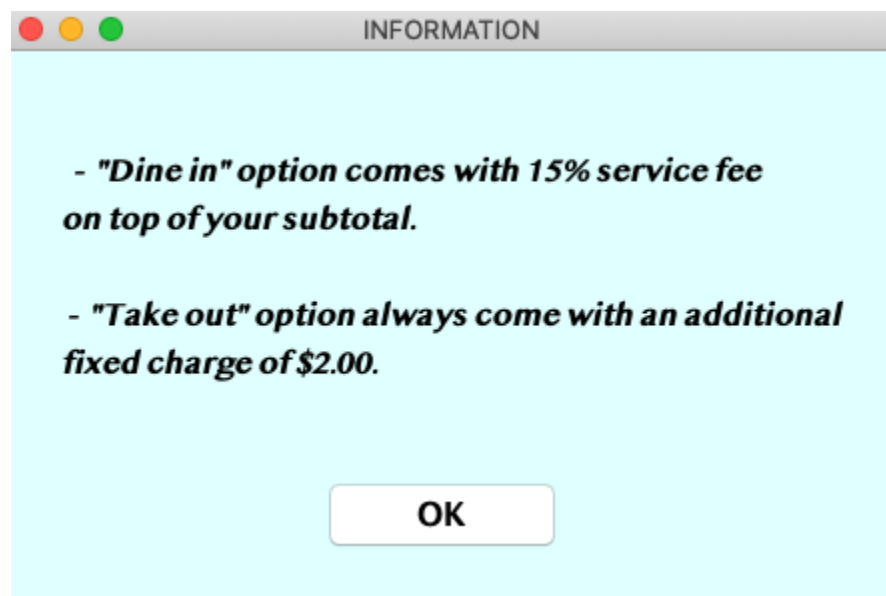 INFORMATION
- "Dine in" option comes with 15% service fee
on top of your subtotal.
- "Take out" option always come with an additional
fixed charge of $2.00.
OK